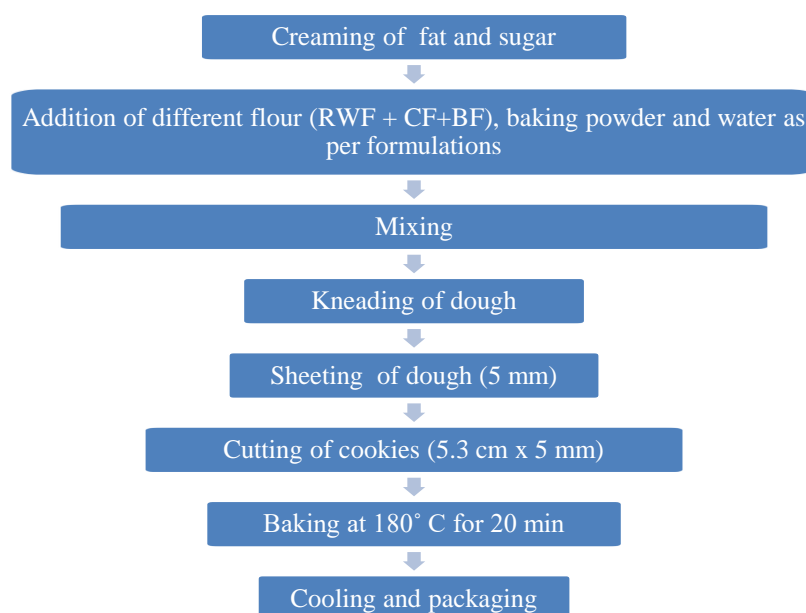 Creaming of  fat and sugar
Addition of different flour (RWF + CF+BF), baking powder and water as
per formulations
Mixing
Kneading of dough
Sheeting  of dough (5 mm)
Cutting of cookies (5.3 cm x 5 mm)
Baking at 180˚ C for 20 min
Cooling and packaging